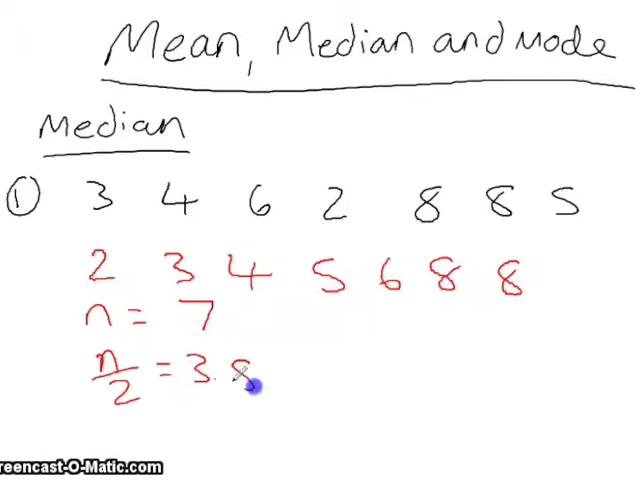 Mean, Median and Mode
Median
① 3 4 6 2 8 8 5
2 3 4 5 6 8 8
n = 7
n/2 = 3.5
reencast-O-Matic.com